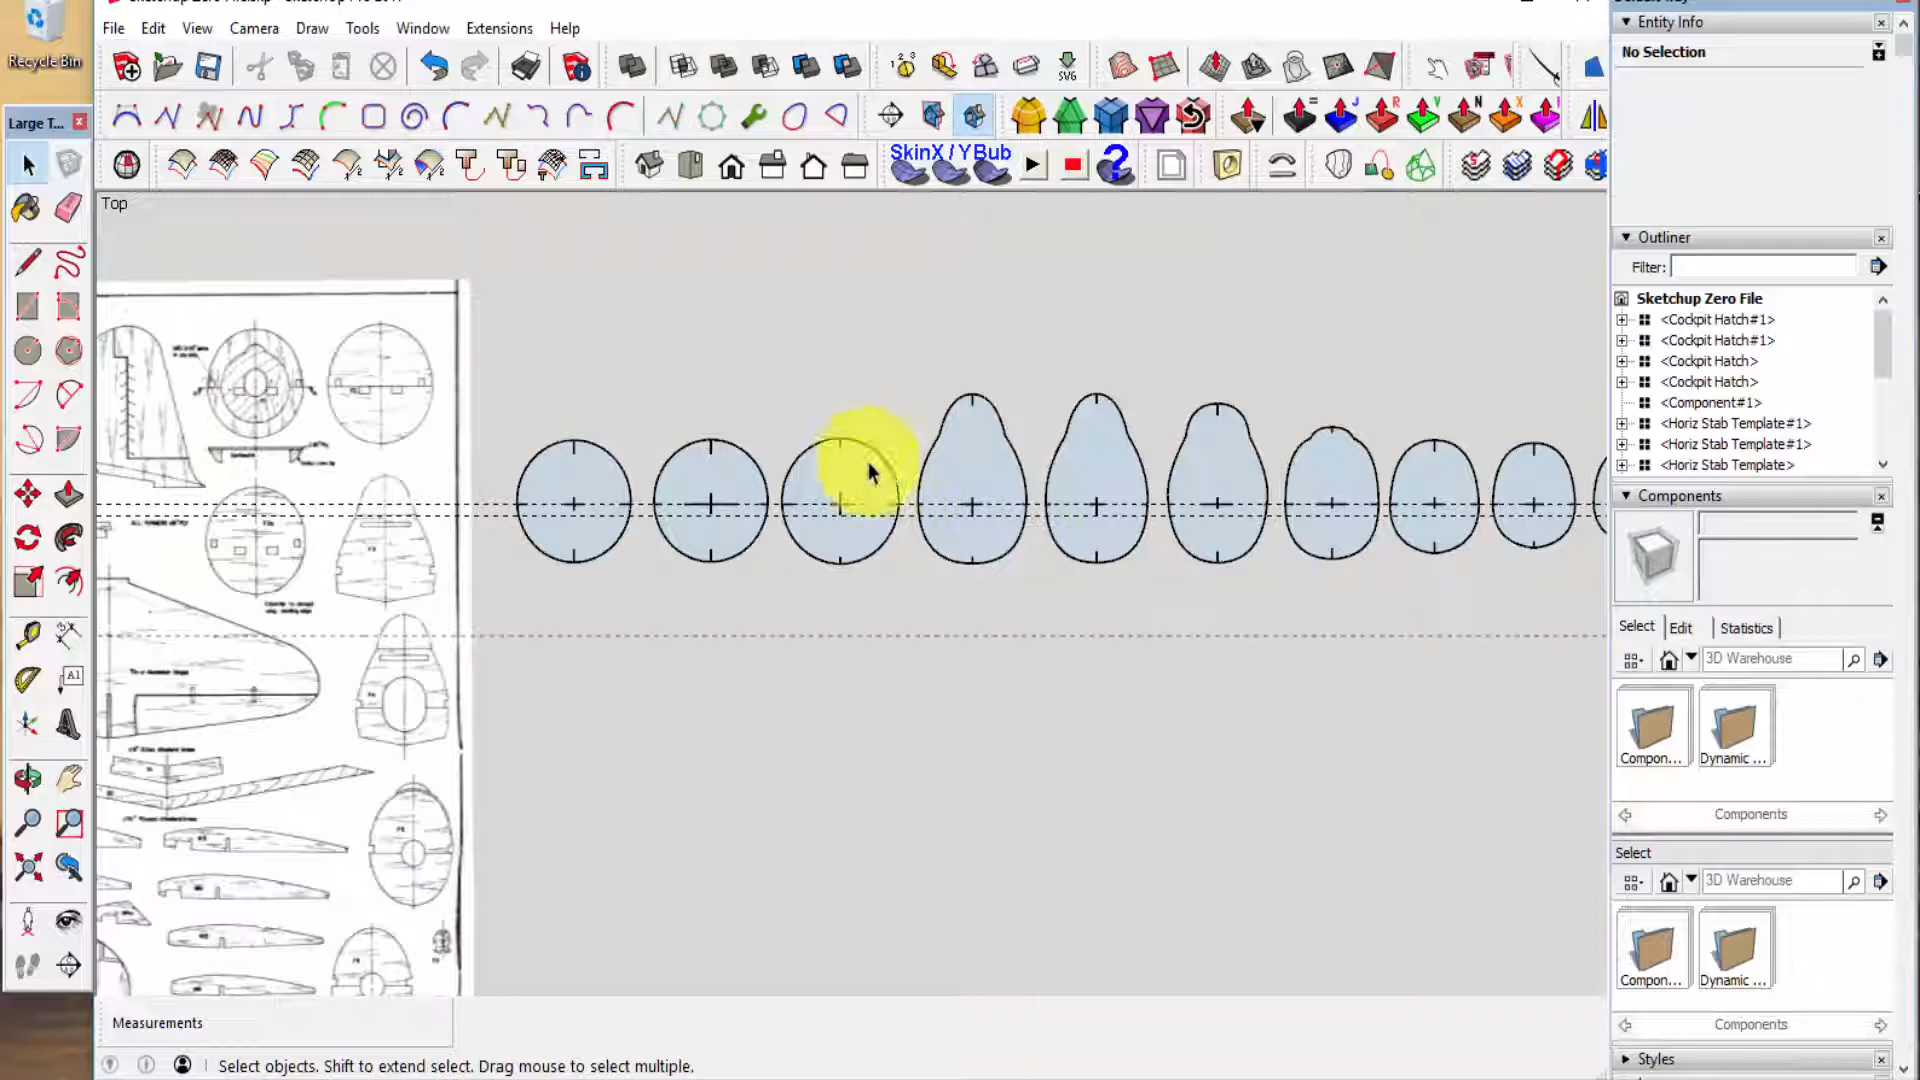 Recycle Bin
File Edit View Camera Draw Tools Window Extensions Help
SVG
= J R V N X
Large T...
SkinX / YBub
Top
A1
Measurements
Select objects. Shift to extend select. Drag mouse to select multiple.
Entity Info
No Selection
Outliner
Filter:
Sketchup Zero File
<Cockpit Hatch#1>
<Cockpit Hatch#1>
<Cockpit Hatch>
<Cockpit Hatch>
<Component#1>
<Horiz Stab Template#1>
<Horiz Stab Template#1>
<Horiz Stab Template>
Components
Select Edit Statistics
3D Warehouse
Compon... Dynamic ...
Components
Select
3D Warehouse
Compon... Dynamic ...
Components
Styles